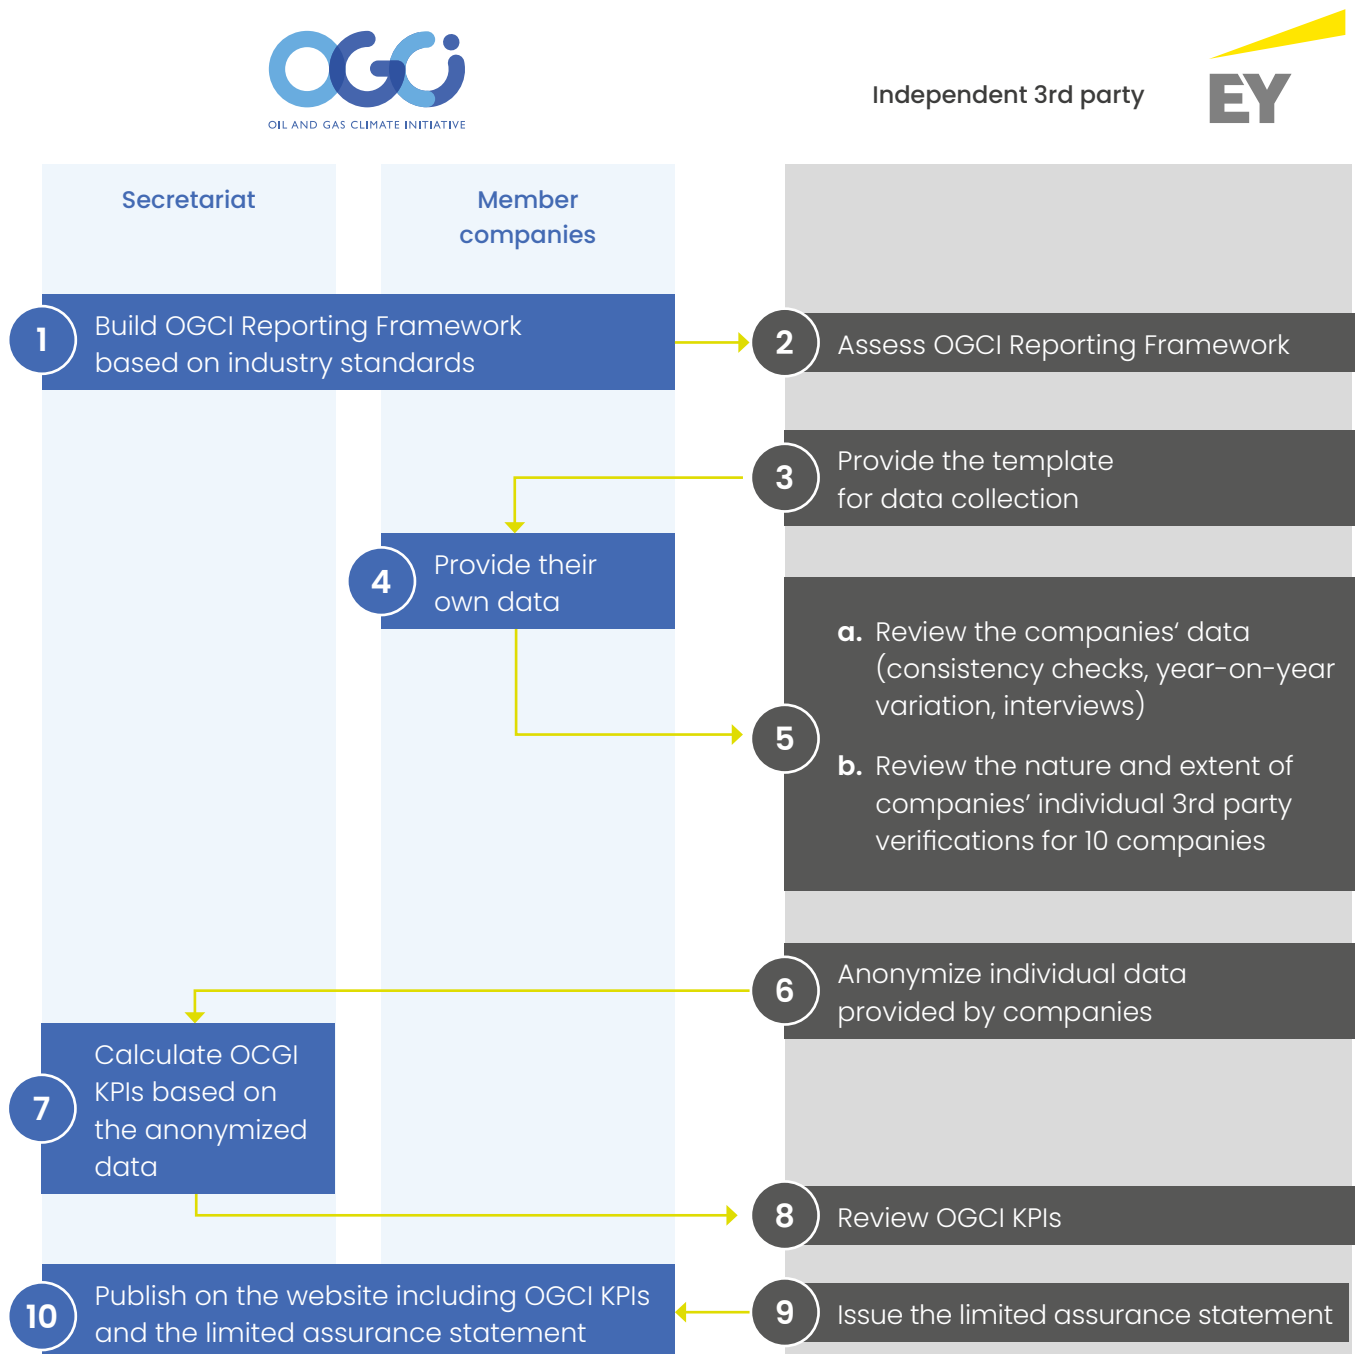 OGCi
OIL AND GAS CLIMATE INITIATIVE
Independent 3rd party
EY
Secretariat
Member
companies
1
Build OGCI Reporting Framework
based on industry standards
2
Assess OGCI Reporting Framework
3
Provide the template
for data collection
4
Provide their
own data
5
a. Review the companies‘ data
(consistency checks, year-on-year
variation, interviews)
b. Review the nature and extent of
companies’ individual 3rd party
verifications for 10 companies
6
Anonymize individual data
provided by companies
7
Calculate OCGI
KPIs based on
the anonymized
data
8
Review OGCI KPIs
9
Issue the limited assurance statement
10
Publish on the website including OGCI KPIs
and the limited assurance statement